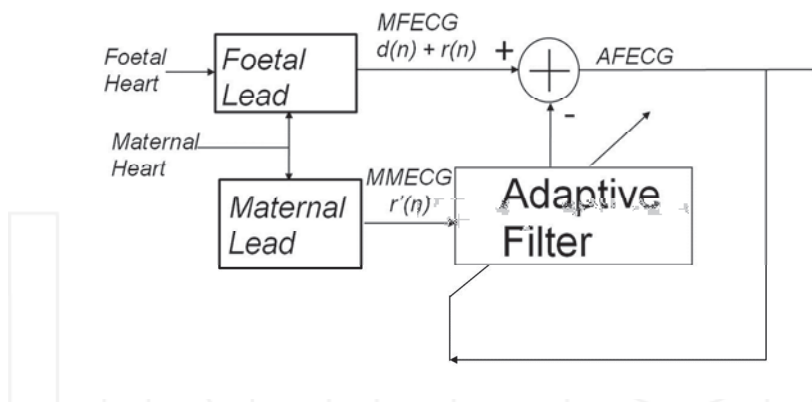 MFECG
d(n) + r(n)
+
AFECG
Foetal
Heart
Foetal
Lead
-
Maternal
Heart
MMECG
r'(n)
Maternal
Lead
Adaptive
Filter